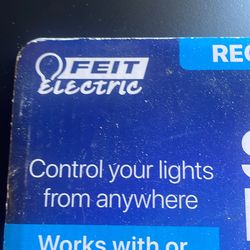 REC
FEIT
Electric
S
Control your lights
from anywhere
Works with or